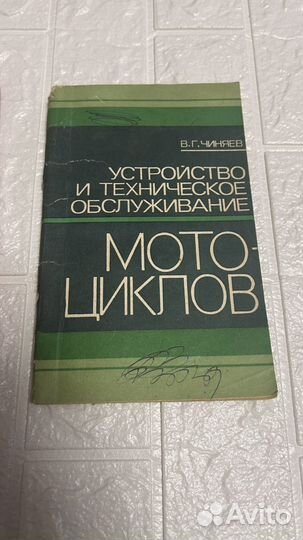 В.Г. ЧИНЯЕВ
УСТРОЙСТВО
И ТЕХНИЧЕСКОЕ
ОБСЛУЖИВАНИЕ
МОТО-
ЦИКЛОВ
Avito